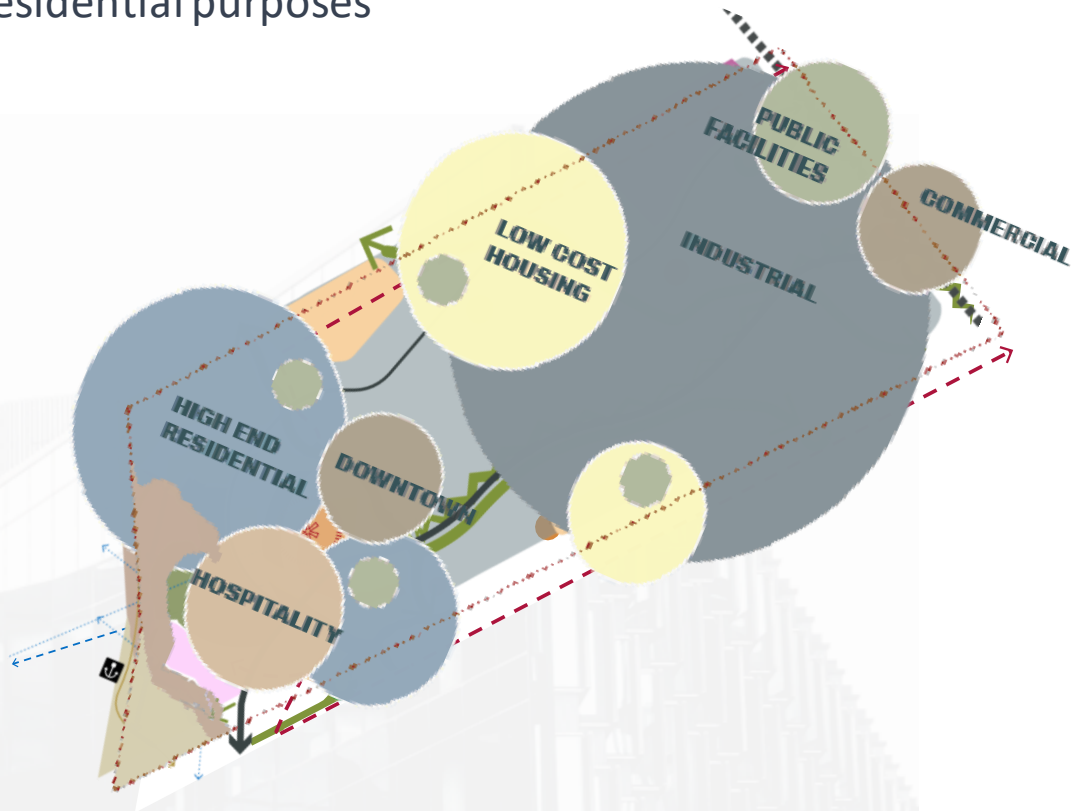 esidential purposes
PUBLIC
FACILITIES
COMMERCIAL
LOW COST
HOUSING
INDUSTRIAL
HIGH END
RESIDENTIAL
DOWNTOWN
HOSPITALITY